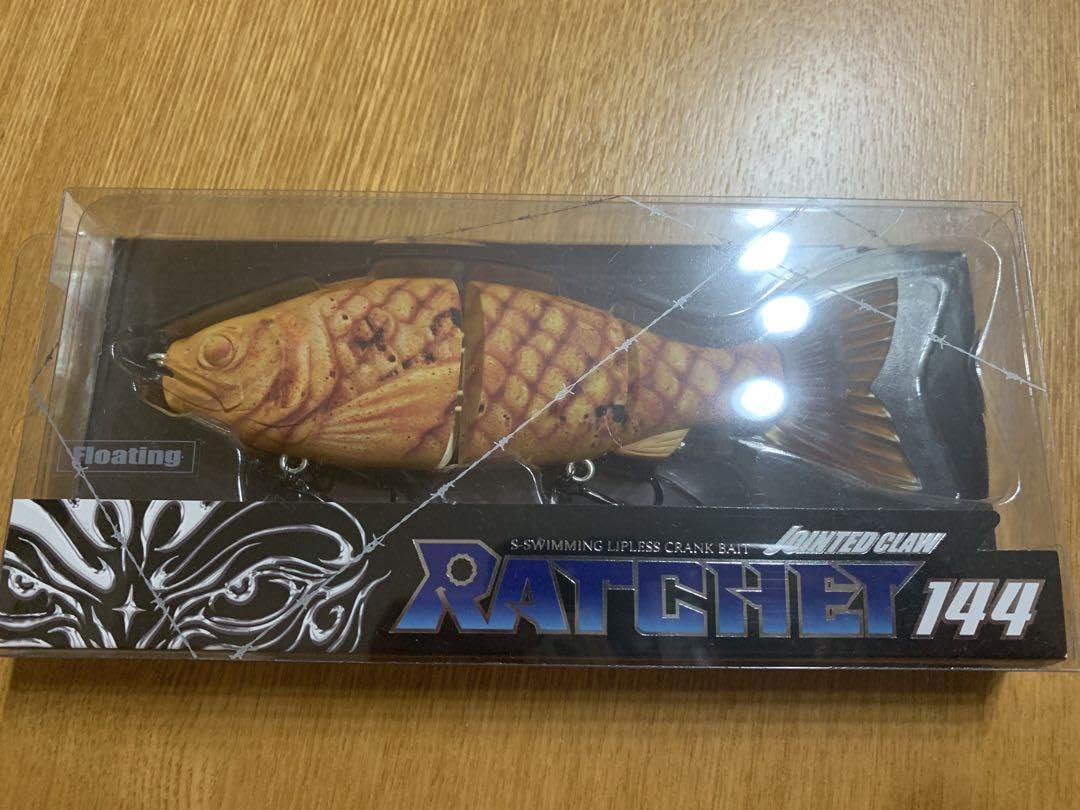 Floating
S-SWIMMING LIPLESS CRANK BAIT JOINTED CLAW
RATCHET 144